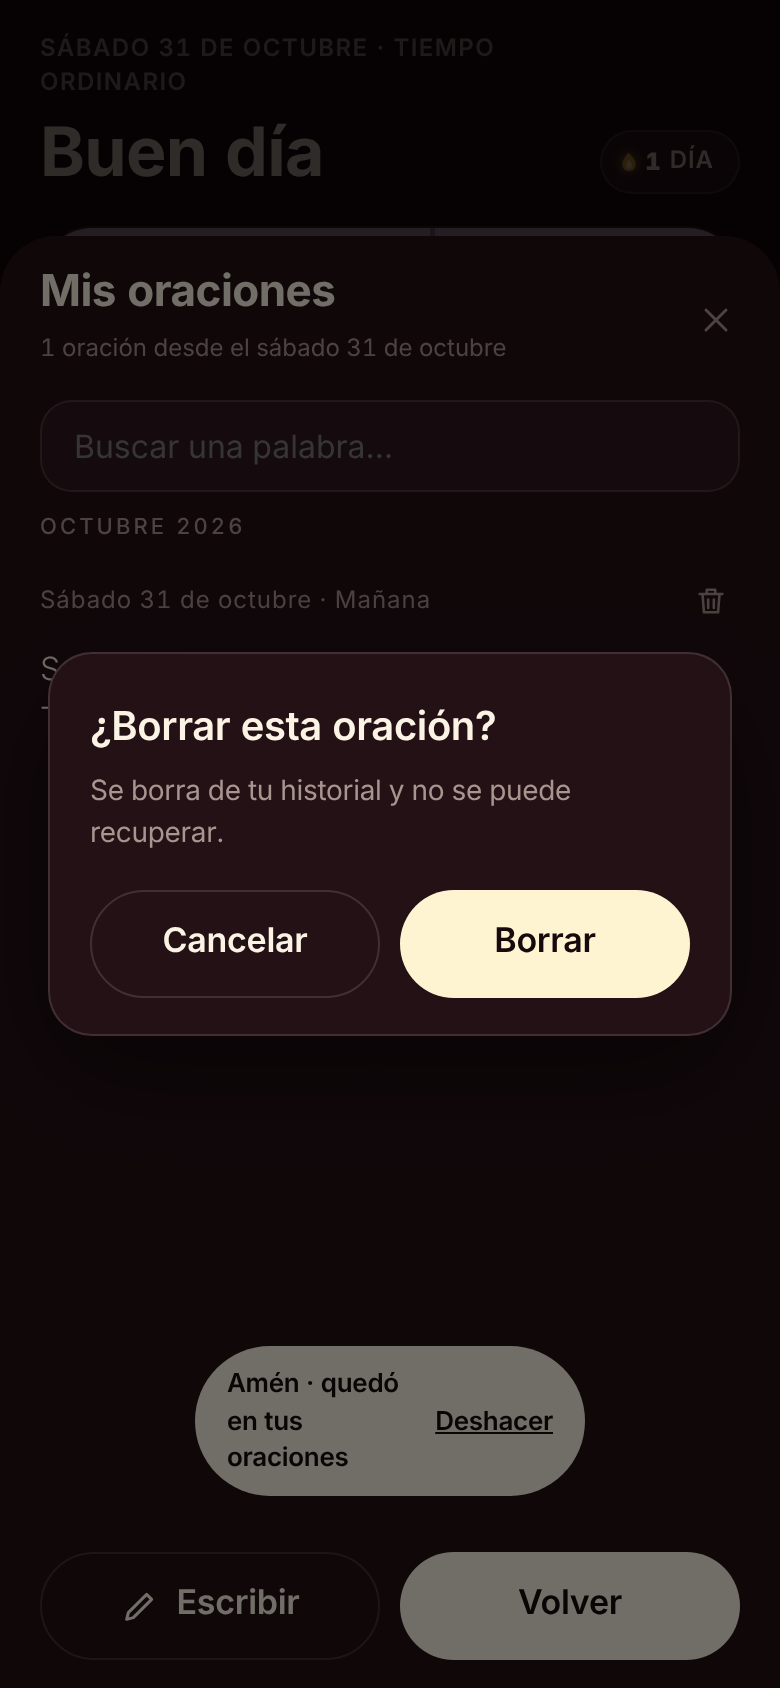 SÁBADO 31 DE OCTUBRE · TIEMPO
ORDINARIO
Buen día
1 DÍA
Mis oraciones
1 oración desde el sábado 31 de octubre
Buscar una palabra...
OCTUBRE 2026
Sábado 31 de octubre · Mañana
¿Borrar esta oración?
Se borra de tu historial y no se puede
recuperar.
Cancelar
Borrar
Amén · quedó
en tus
oraciones
Deshacer
Escribir
Volver